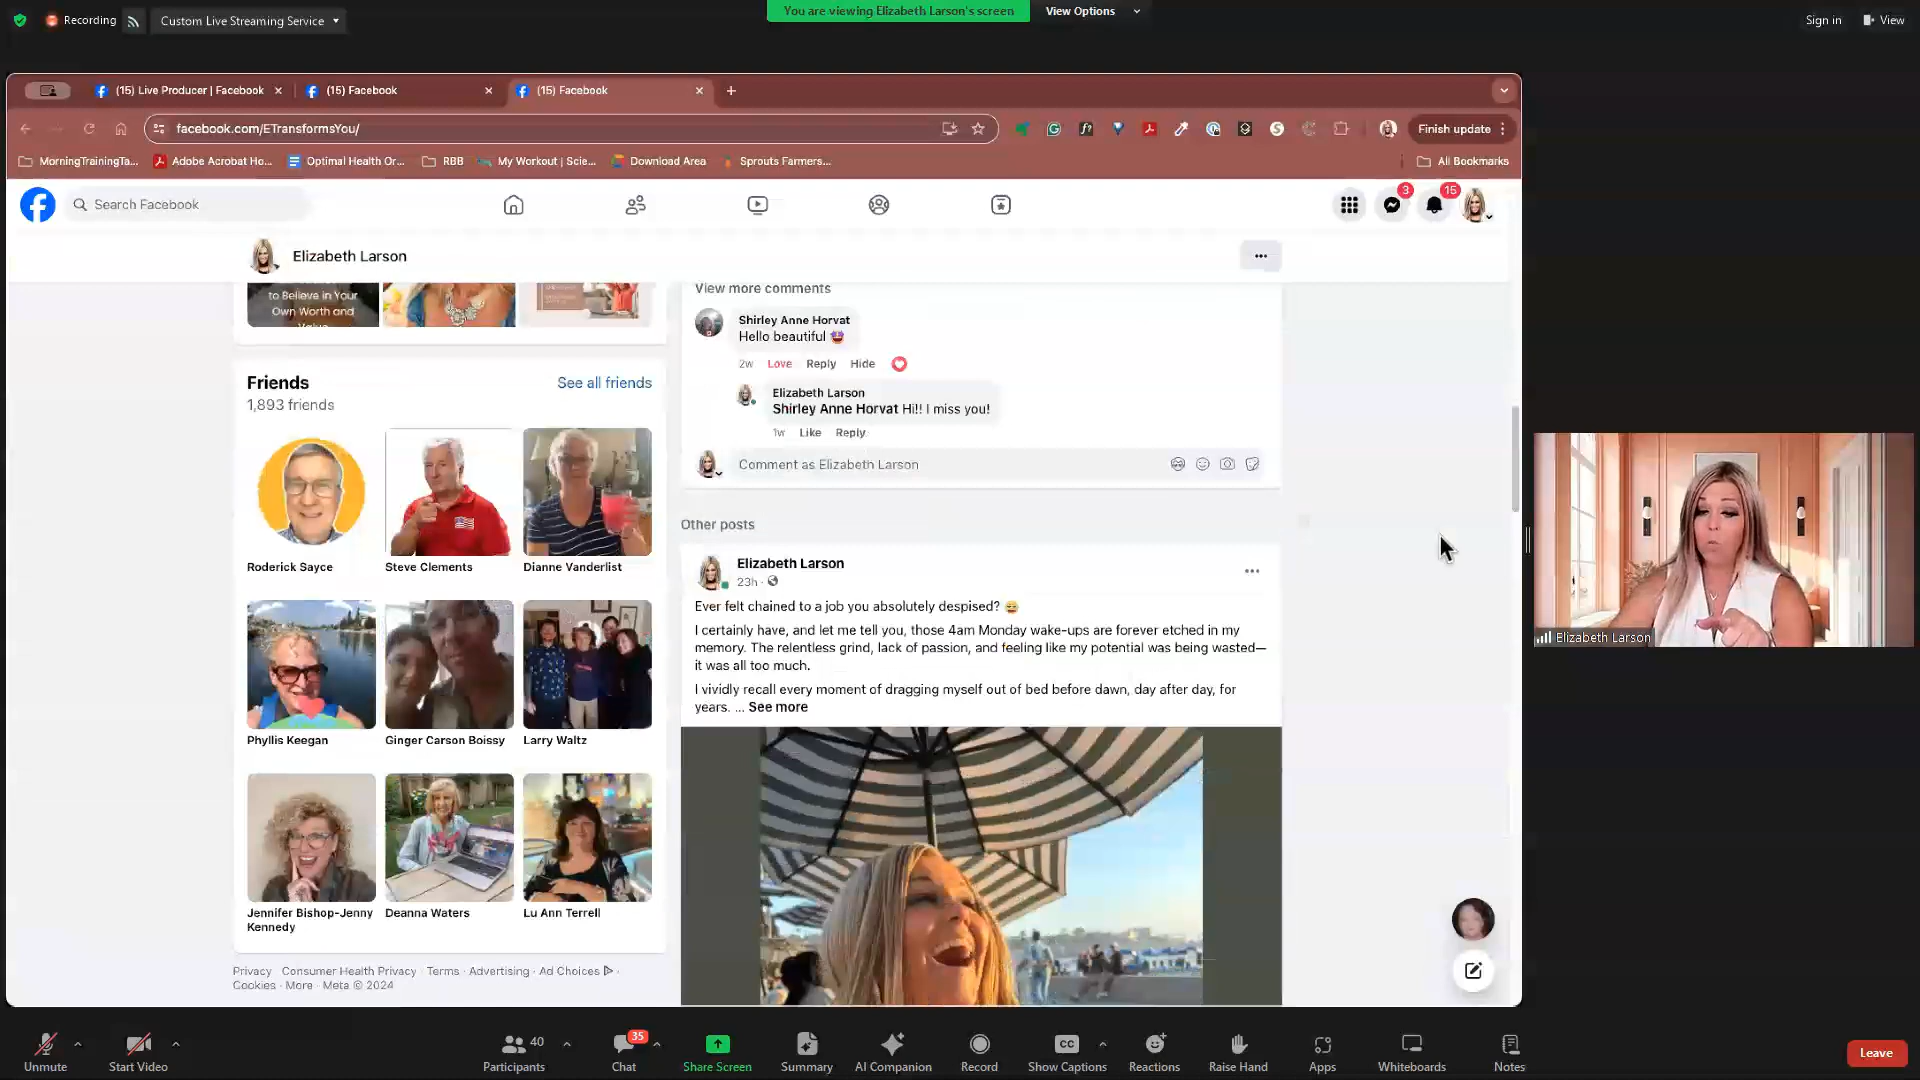 Recording
Custom Live Streaming Service
You are viewing Elizabeth Larson's screen
View Options
Sign in
View
(15) Live Producer | Facebook
(15) Facebook
(15) Facebook
facebook.com/ETransformsYou/
Finish update
MorningTrainingTa...
Adobe Acrobat Ho...
Optimal Health Or...
RBB
My Workout | Scie...
Download Area
Sprouts Farmers...
All Bookmarks
Search Facebook
3
15
Elizabeth Larson
to Believe in Your
Own Worth and
Friends
See all friends
1,893 friends
Roderick Sayce
Steve Clements
Dianne Vanderlist
Phyllis Keegan
Ginger Carson Boissy
Larry Waltz
Jennifer Bishop-Jenny
Kennedy
Deanna Waters
Lu Ann Terrell
Privacy · Consumer Health Privacy · Terms · Advertising · Ad Choices ·
Cookies · More · Meta © 2024
View more comments
Shirley Anne Horvat
Hello beautiful 🤩
2w Love Reply Hide
Elizabeth Larson
Shirley Anne Horvat Hi!! I miss you!
1w Like Reply
Comment as Elizabeth Larson
Other posts
Elizabeth Larson
23h ·
Ever felt chained to a job you absolutely despised? 😅
I certainly have, and let me tell you, those 4am Monday wake-ups are forever etched in my
memory. The relentless grind, lack of passion, and feeling like my potential was being wasted—
it was all too much.
I vividly recall every moment of dragging myself out of bed before dawn, day after day, for
years. ... See more
Elizabeth Larson
Unmute
Start Video
Participants
40
Chat
35
Share Screen
Summary
AI Companion
Record
CC
Show Captions
Reactions
Raise Hand
Apps
Whiteboards
Notes
Leave